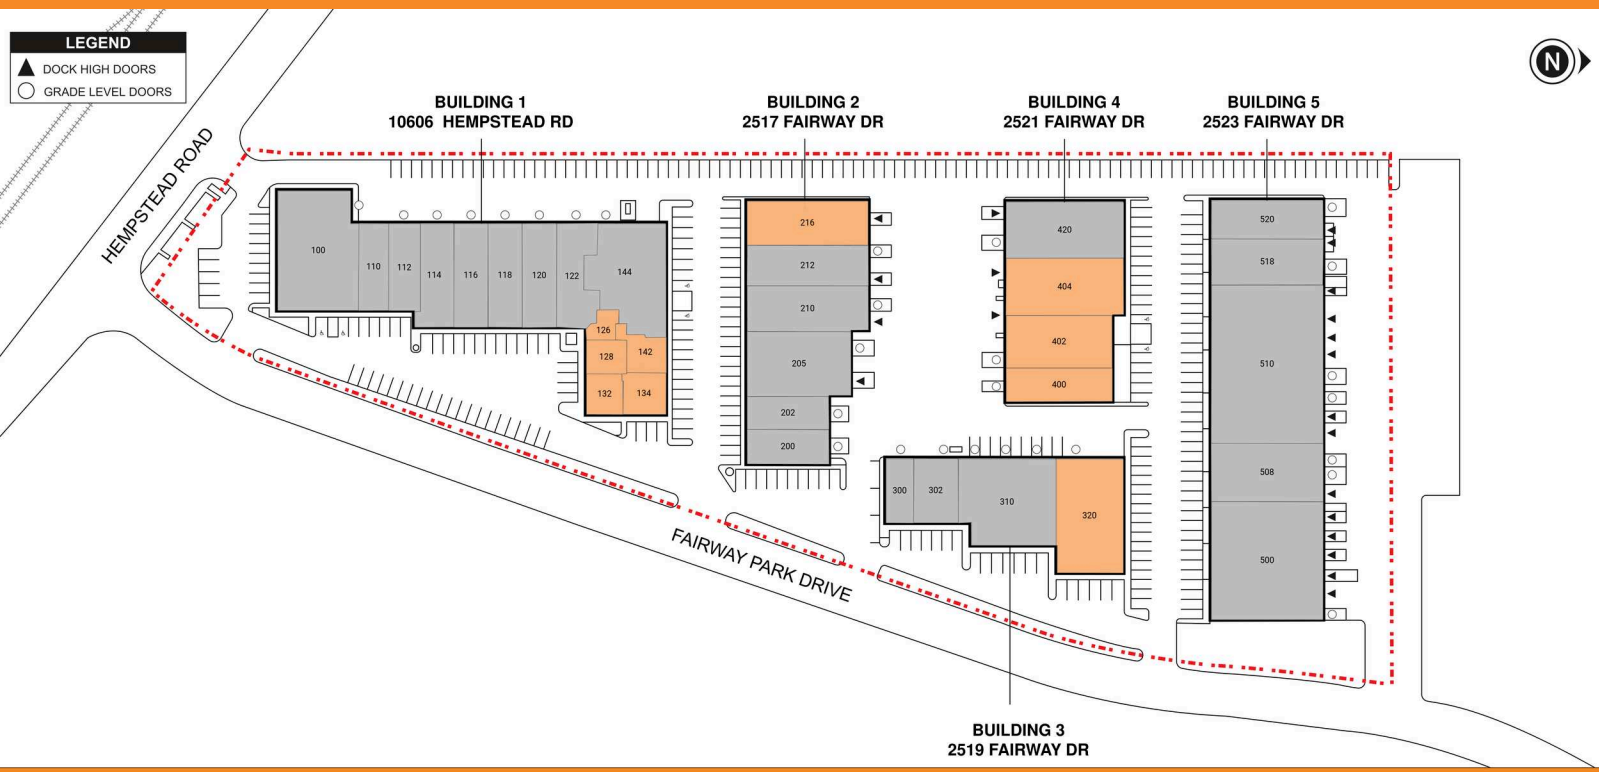 LEGEND
DOCK HIGH DOORS
GRADE LEVEL DOORS
N
HEMPSTEAD ROAD
BUILDING 1
10606 HEMPSTEAD RD
BUILDING 2
2517 FAIRWAY DR
BUILDING 4
2521 FAIRWAY DR
BUILDING 5
2523 FAIRWAY DR
100
110
112
114
116
118
120
122
144
126
128
142
132
134
216
212
210
205
202
200
420
404
402
400
520
518
510
508
500
300
302
310
320
FAIRWAY PARK DRIVE
BUILDING 3
2519 FAIRWAY DR